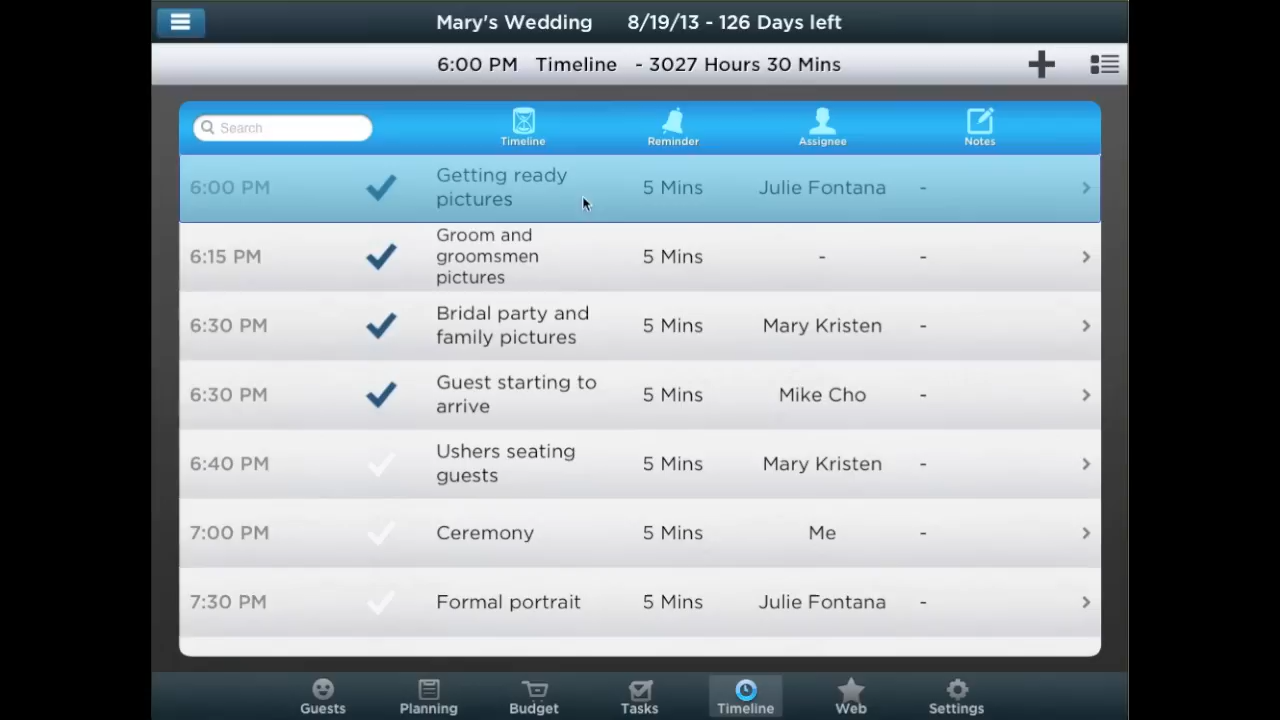 Mary's Wedding 8/19/13 - 126 Days left
6:00 PM Timeline - 3027 Hours 30 Mins
Search Timeline Reminder Assignee Notes
6:00 PM Getting ready pictures 5 Mins Julie Fontana -
6:15 PM Groom and groomsmen pictures 5 Mins - -
6:30 PM Bridal party and family pictures 5 Mins Mary Kristen -
6:30 PM Guest starting to arrive 5 Mins Mike Cho -
6:40 PM Ushers seating guests 5 Mins Mary Kristen -
7:00 PM Ceremony 5 Mins Me -
7:30 PM Formal portrait 5 Mins Julie Fontana -
Guests Planning Budget Tasks Timeline Web Settings